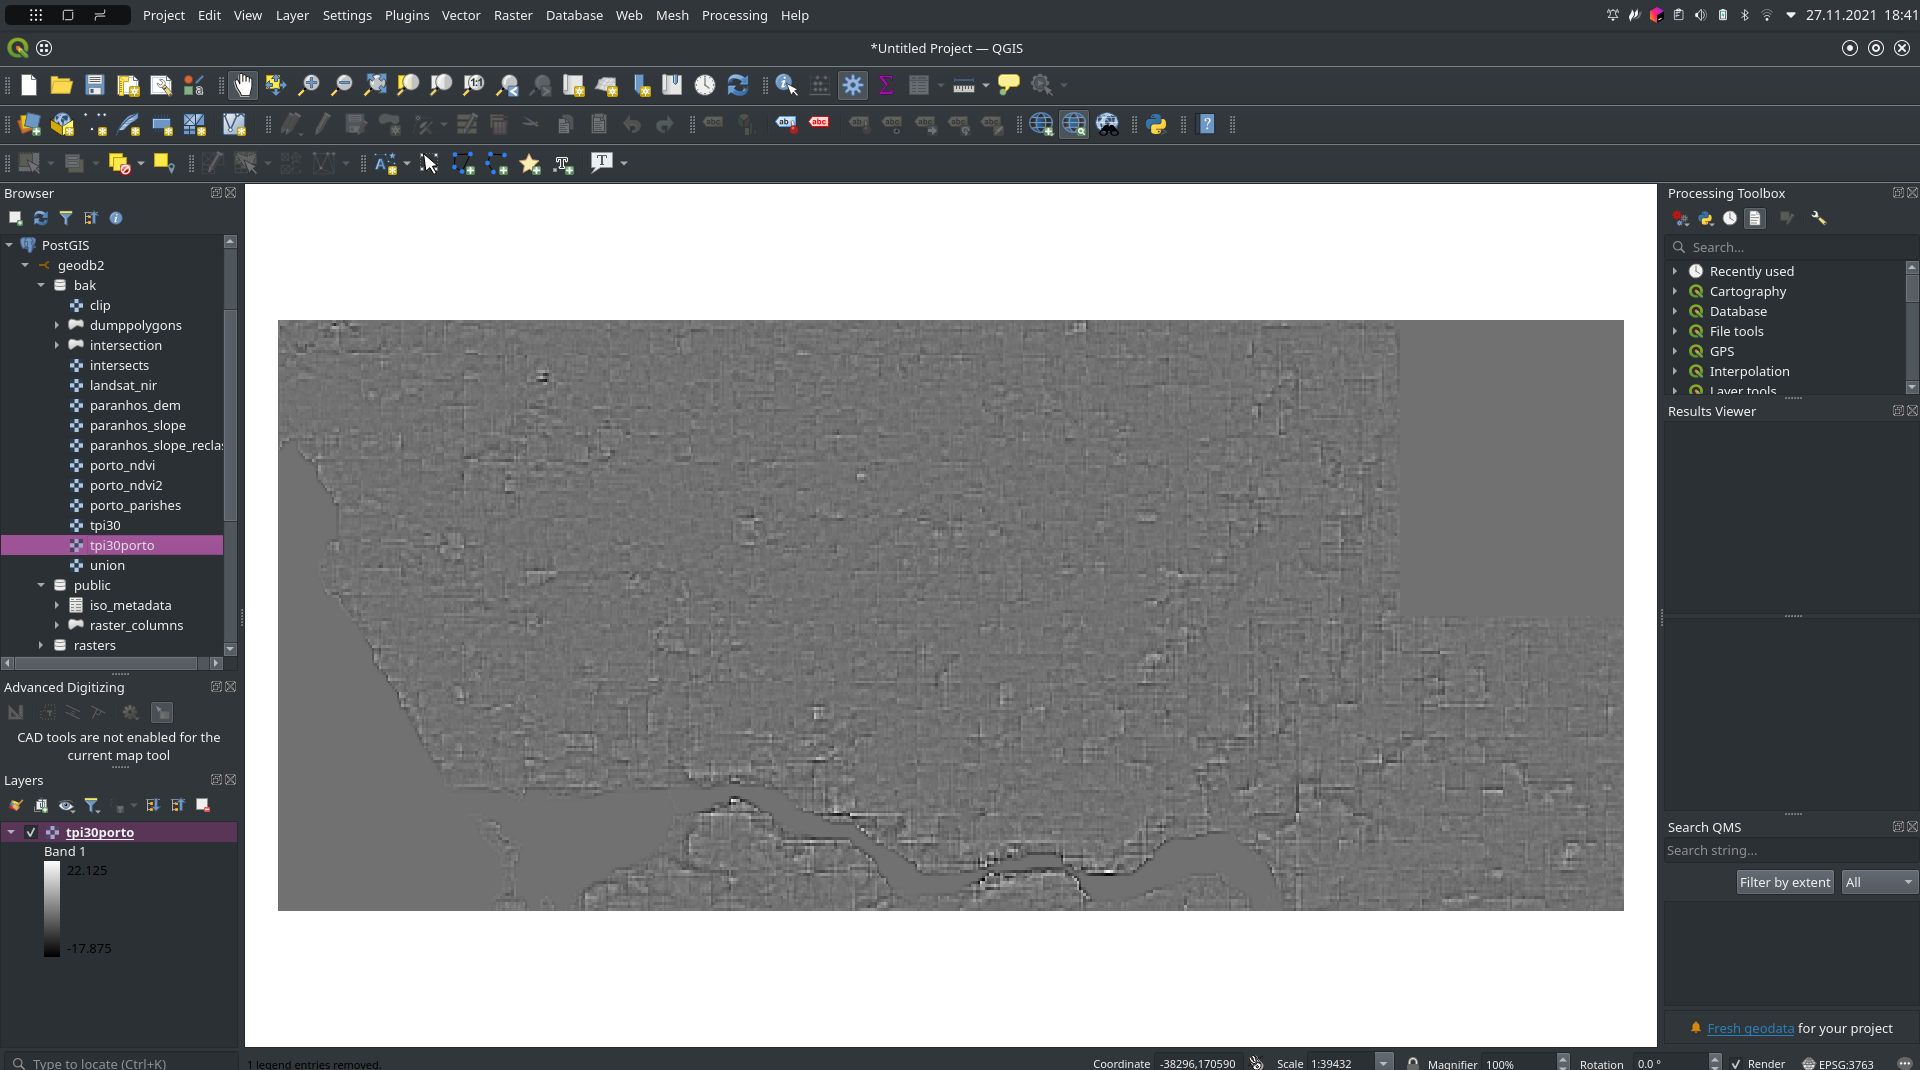 Project Edit View Layer Settings Plugins Vector Raster Database Web Mesh Processing Help 27.11.2021 18:41
*Untitled Project — QGIS
Browser
PostGIS
geodb2
bak
clip
dumppolygons
intersection
intersects
landsat_nir
paranhos_dem
paranhos_slope
paranhos_slope_reclas
porto_ndvi
porto_ndvi2
porto_parishes
tpi30
tpi30porto
union
public
iso_metadata
raster_columns
rasters
Advanced Digitizing
CAD tools are not enabled for the
current map tool
Layers
tpi30porto
Band 1
22.125
-17.875
Processing Toolbox
Search...
Recently used
Cartography
Database
File tools
GPS
Interpolation
Layer tools
Results Viewer
Search QMS
Search string...
Filter by extent All
Fresh geodata for your project
Type to locate (Ctrl+K) 1 legend entries removed. Coordinate -38296,170590 Scale 1:39432 Magnifier 100% Rotation 0.0 ° Render EPSG:3763